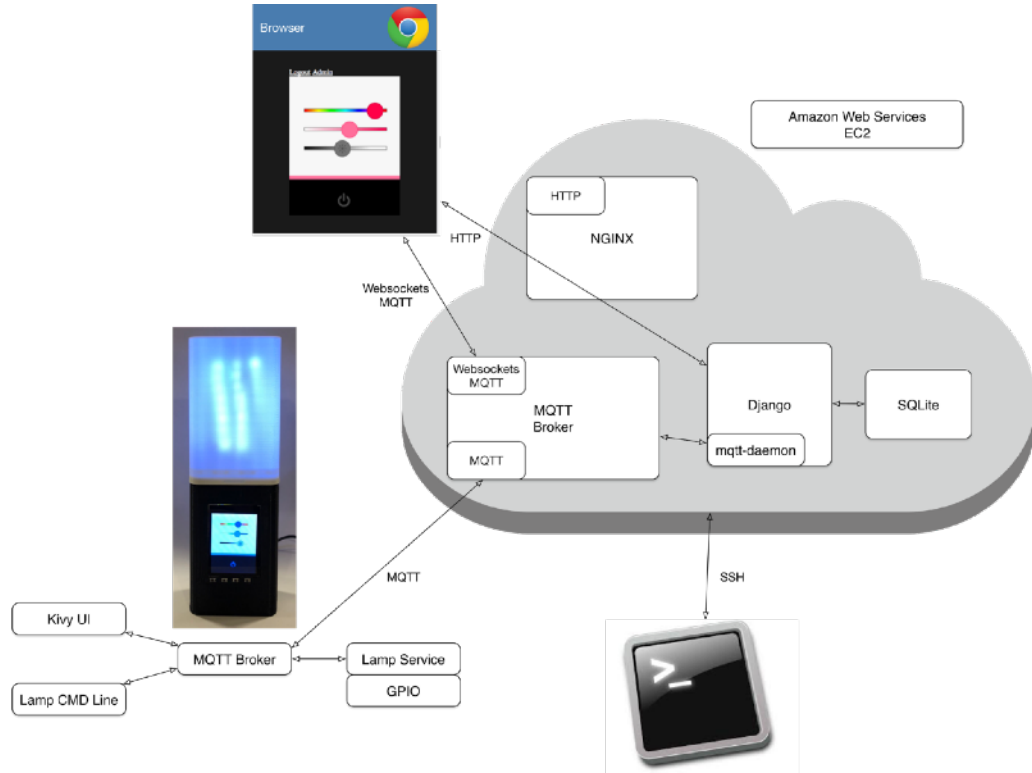 Browser
Logout Admin
Amazon Web Services
EC2
HTTP
NGINX
HTTP
Websockets
MQTT
Websockets
MQTT
MQTT
Broker
MQTT
Django
mqtt-daemon
SQLite
MQTT
SSH
Kivy UI
MQTT Broker
Lamp Service
GPIO
Lamp CMD Line
>_